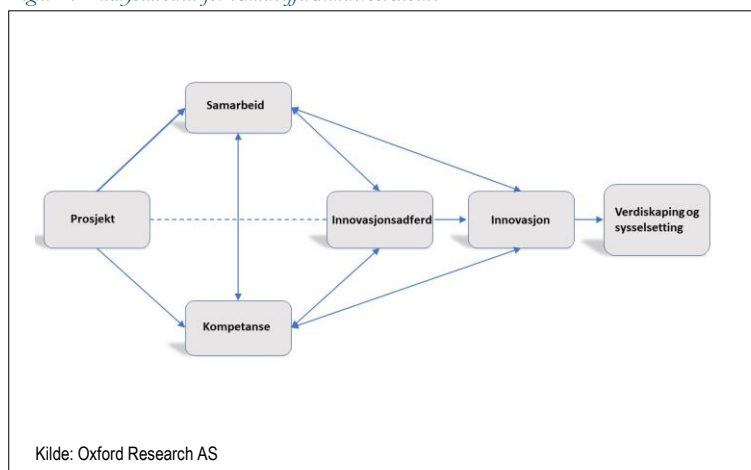 Samarbeid
Prosjekt
Innovasjonsadferd
Innovasjon
Verdiskaping og
sysselsetting
Kompetanse
Kilde: Oxford Research AS